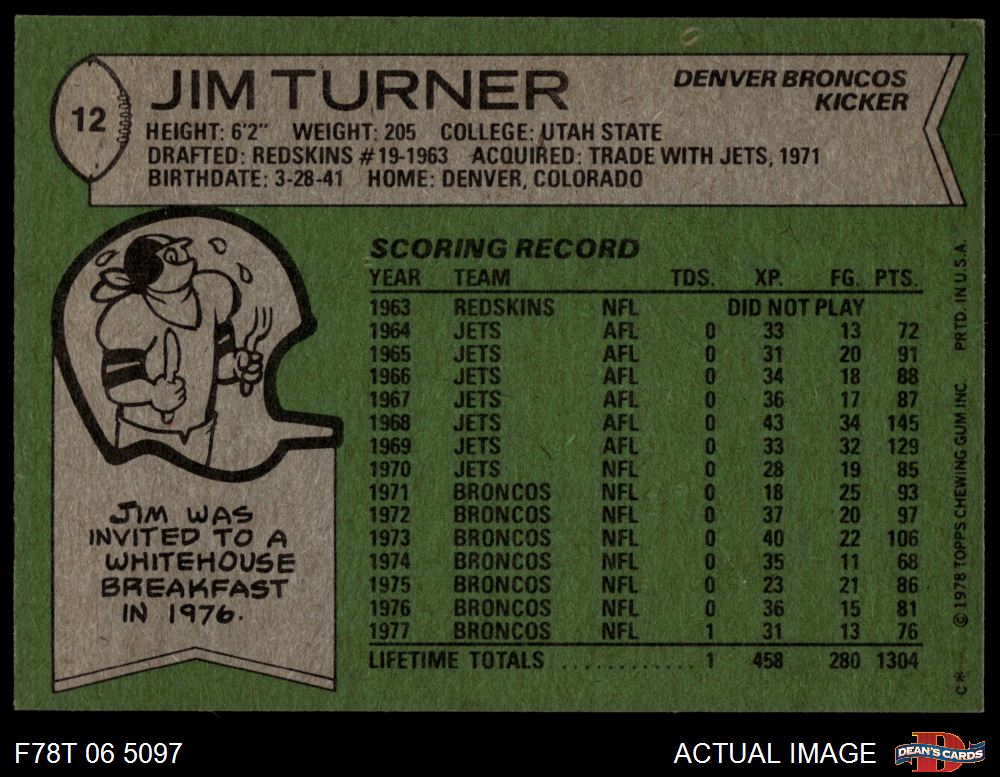 12
JIM TURNER
DENVER BRONCOS
KICKER
HEIGHT: 6'2" WEIGHT: 205 COLLEGE: UTAH STATE
DRAFTED: REDSKINS #19-1963 ACQUIRED: TRADE WITH JETS, 1971
BIRTHDATE: 3-28-41 HOME: DENVER, COLORADO
JIM WAS
INVITED TO A
WHITEHOUSE
BREAKFAST
IN 1976.
SCORING RECORD
YEAR TEAM TDS. XP. FG. PTS.
1963 REDSKINS NFL DID NOT PLAY
1964 JETS AFL 0 33 13 72
1965 JETS AFL 0 31 20 91
1966 JETS AFL 0 34 18 88
1967 JETS AFL 0 36 17 87
1968 JETS AFL 0 43 34 145
1969 JETS AFL 0 33 32 129
1970 JETS NFL 0 28 19 85
1971 BRONCOS NFL 0 18 25 93
1972 BRONCOS NFL 0 37 20 97
1973 BRONCOS NFL 0 40 22 106
1974 BRONCOS NFL 0 35 11 68
1975 BRONCOS NFL 0 23 21 86
1976 BRONCOS NFL 0 36 15 81
1977 BRONCOS NFL 1 31 13 76
LIFETIME TOTALS ............ 1 458 280 1304
C* © 1978 TOPPS CHEWING GUM INC. PRTD. IN U.S.A.
F78T 06 5097
ACTUAL IMAGE
D
DEAN'S CARDS